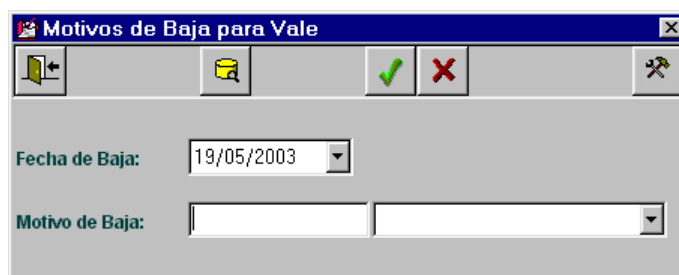 Motivos de Baja para Vale
Fecha de Baja: 19/05/2003
Motivo de Baja: